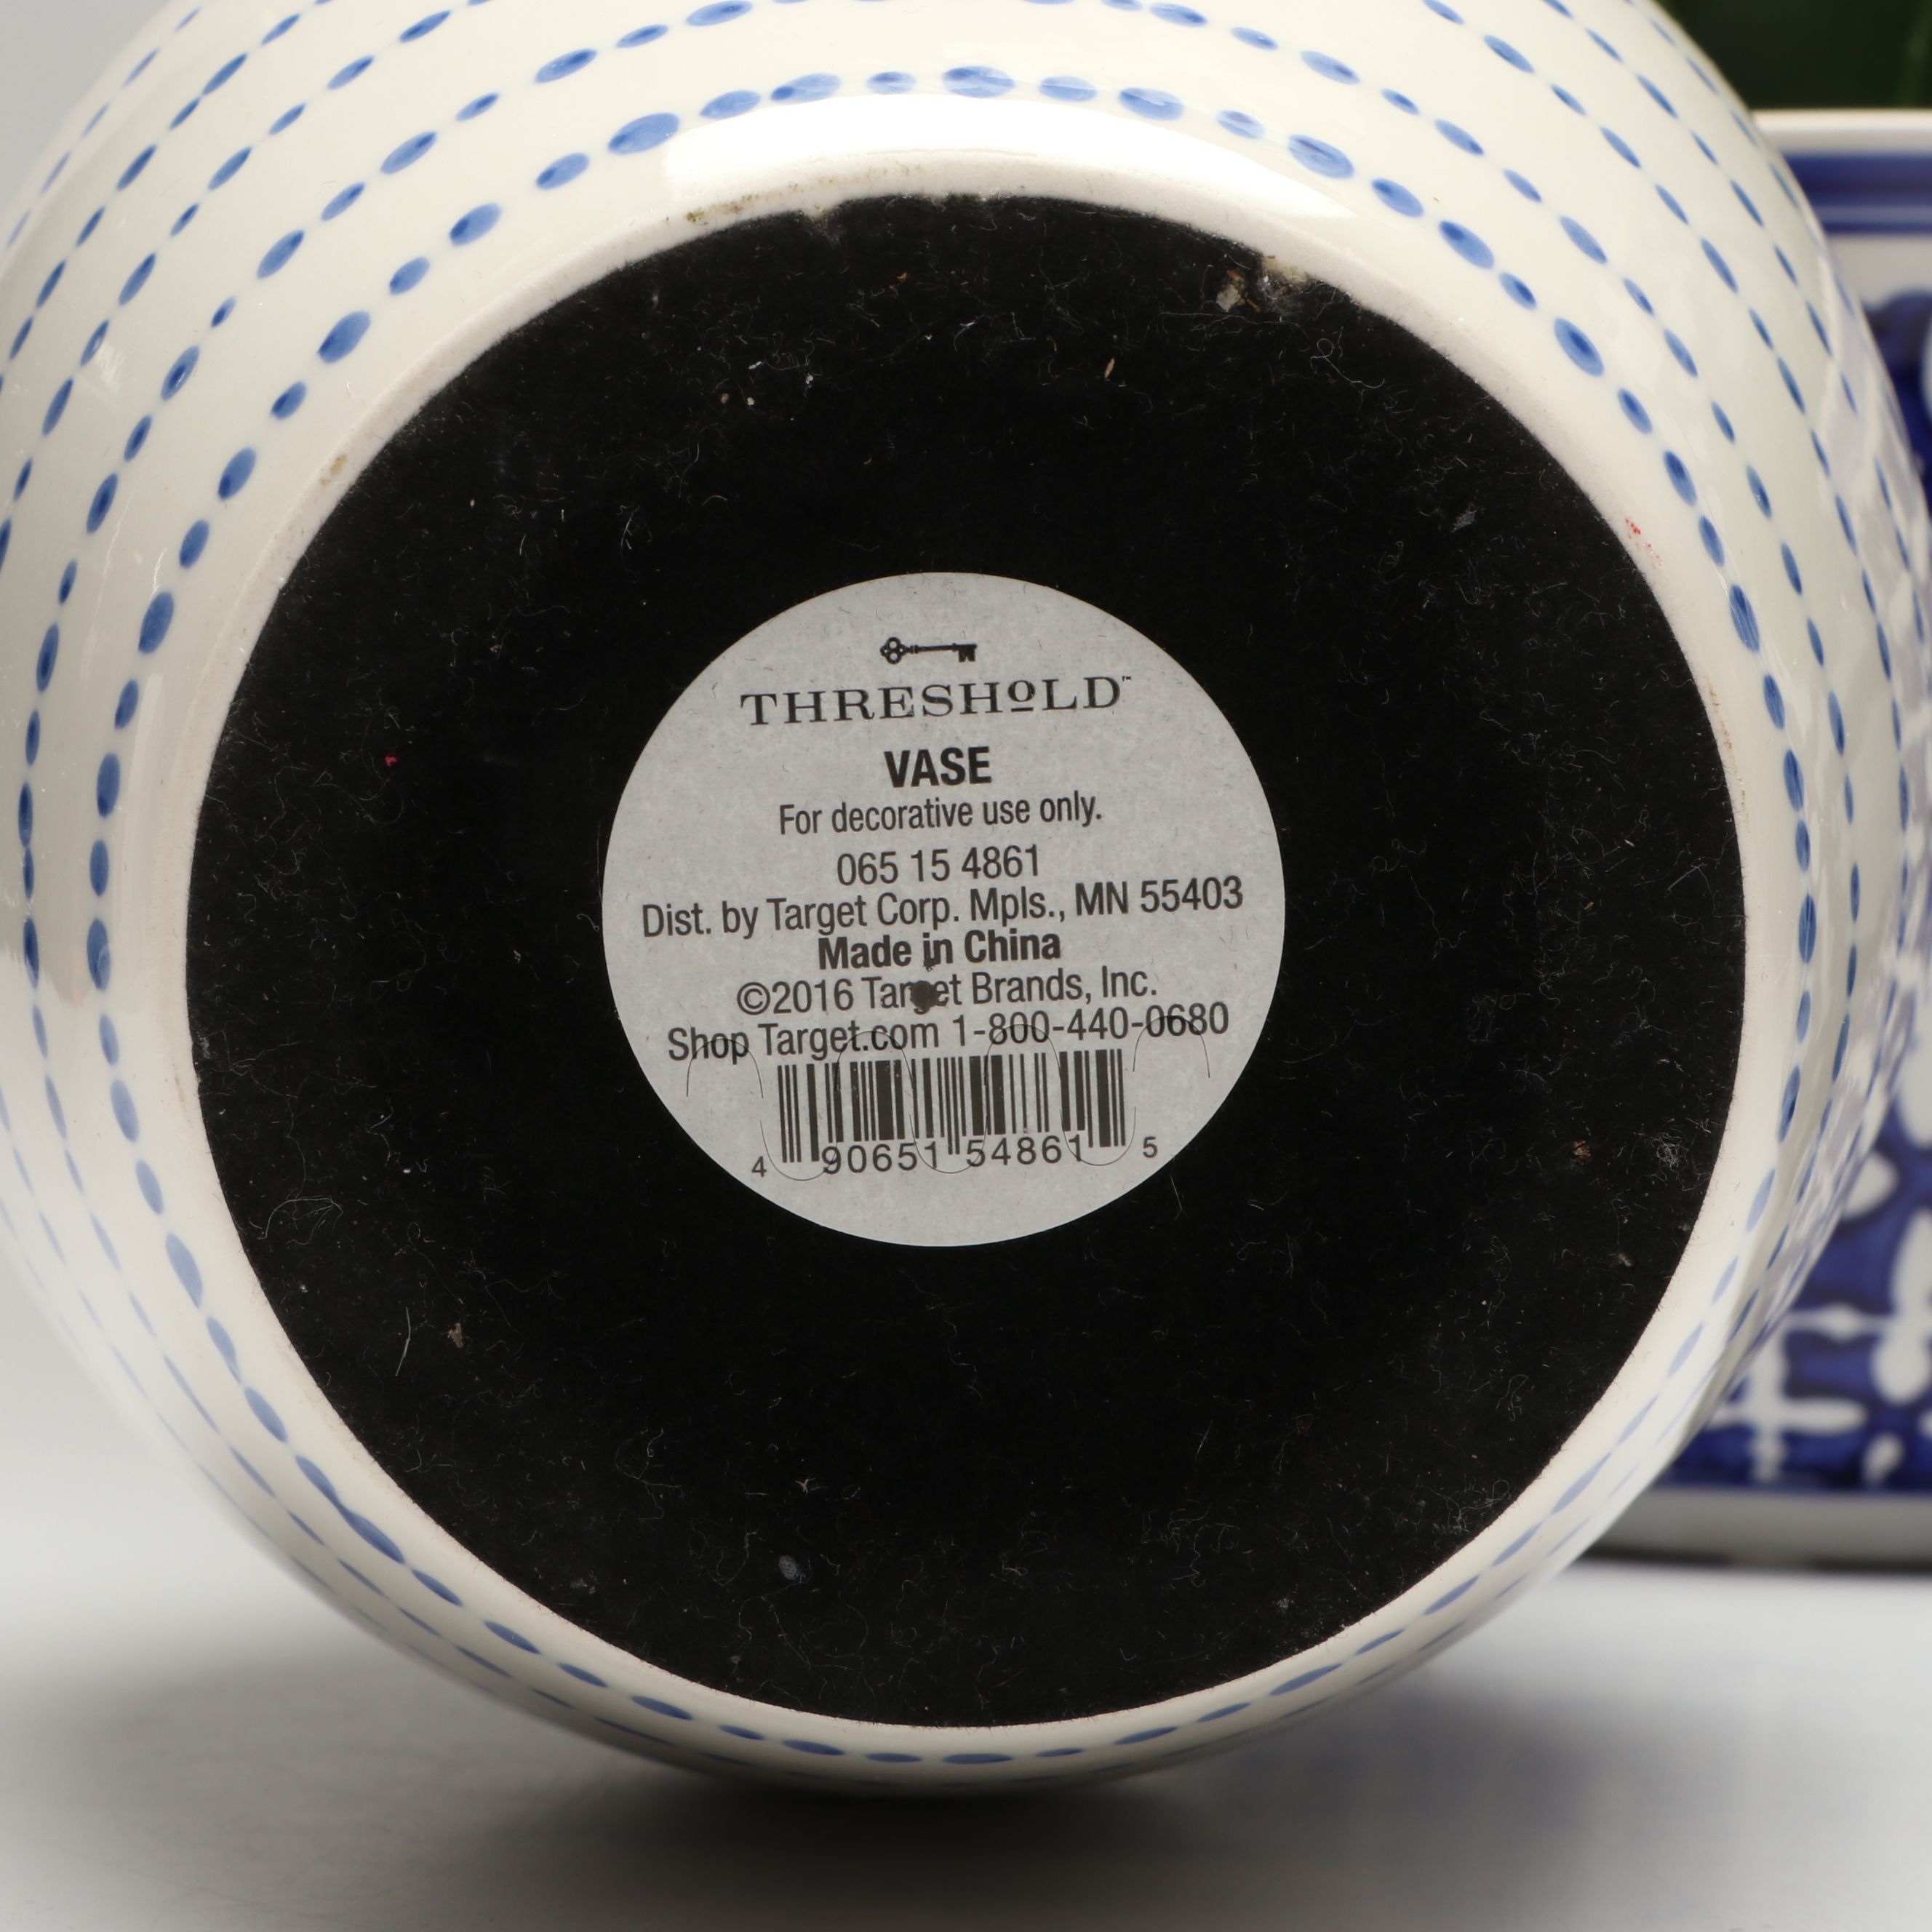 THRESHOLD™
VASE
For decorative use only.
065 15 4861
Dist. by Target Corp. Mpls., MN 55403
Made in China
©2016 Target Brands, Inc.
Shop Target.com 1-800-440-0680
4 90651 54861 5